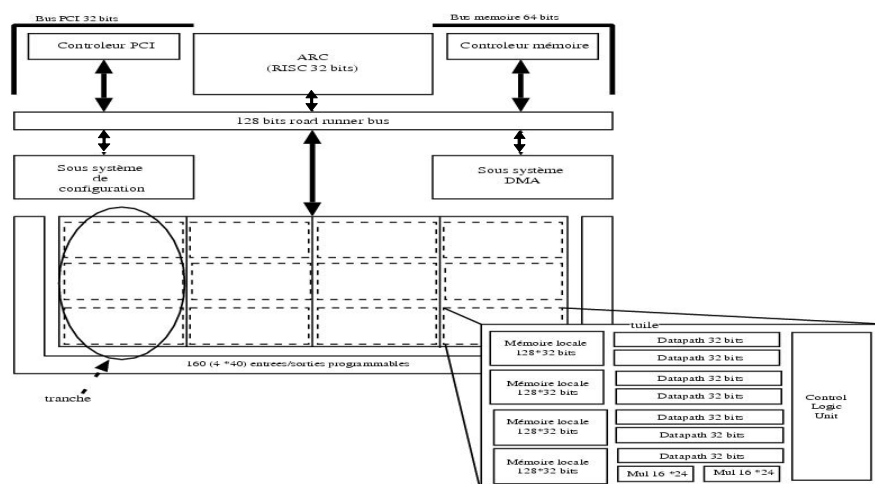 Bus PCI 32 bits
Bus memoire 64 bits
Controleur PCI
ARC
(RISC 32 bits)
Controleur mémoire
128 bits road runner bus
Sous système
de
configuration
Sous système
DMA
160 (4 *40) entrees/sorties programmables
tranche
tuile
Mémoire locale
128*32 bits
Mémoire locale
128*32 bits
Mémoire locale
128*32 bits
Mémoire locale
128*32 bits
Datapath 32 bits
Datapath 32 bits
Datapath 32 bits
Datapath 32 bits
Datapath 32 bits
Datapath 32 bits
Datapath 32 bits
Mul 16 *24
Mul 16 *24
Control
Logic
Unit